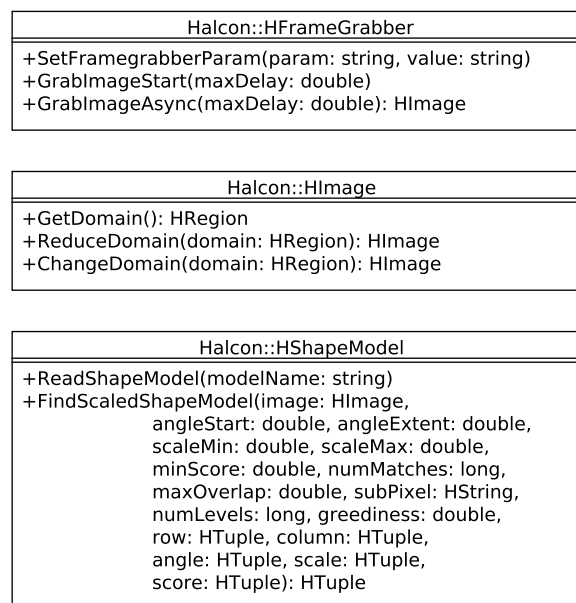 Halcon::HFrameGrabber
+SetFramegrabberParam(param: string, value: string)
+GrabImageStart(maxDelay: double)
+GrabImageAsync(maxDelay: double): HImage
Halcon::HImage
+GetDomain(): HRegion
+ReduceDomain(domain: HRegion): HImage
+ChangeDomain(domain: HRegion): HImage
Halcon::HShapeModel
+ReadShapeModel(modelName: string)
+FindScaledShapeModel(image: HImage,
angleStart: double, angleExtent: double,
scaleMin: double, scaleMax: double,
minScore: double, numMatches: long,
maxOverlap: double, subPixel: HString,
numLevels: long, greediness: double,
row: HTuple, column: HTuple,
angle: HTuple, scale: HTuple,
score: HTuple): HTuple